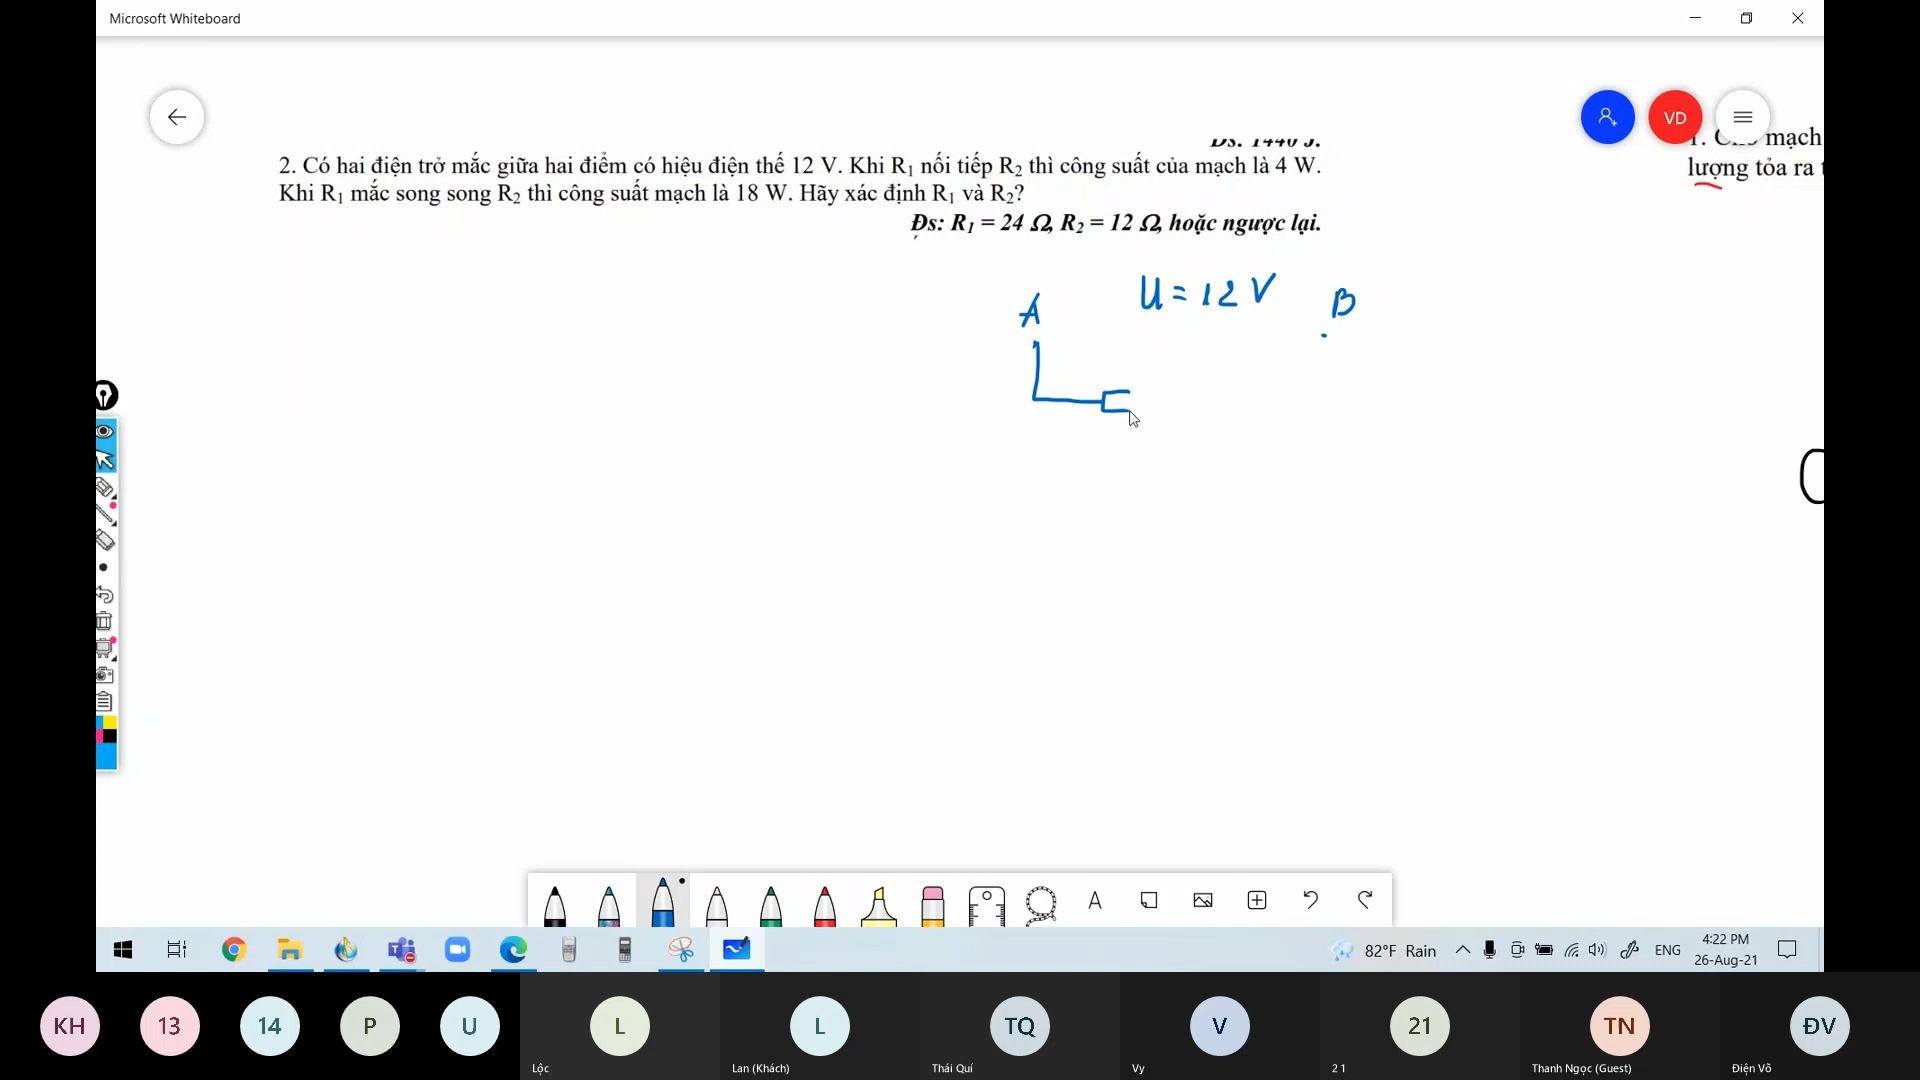 Microsoft Whiteboard
VD
Đs. 1440 J.
2. Có hai điện trở mắc giữa hai điểm có hiệu điện thế 12 V. Khi R1 nối tiếp R2 thì công suất của mạch là 4 W.
Khi R1 mắc song song R2 thì công suất mạch là 18 W. Hãy xác định R1 và R2?
Đs: R1 = 24 Ω, R2 = 12 Ω, hoặc ngược lại.
1. Cho mạch
lượng tỏa ra
A U = 12 V B
A
82°F Rain
ENG
4:22 PM
26-Aug-21
KH 13 14 P U L L TQ V 21 TN ĐV
Lộc Lan (Khách) Thái Quí Vy 2 1 Thanh Ngọc (Guest) Điện Võ